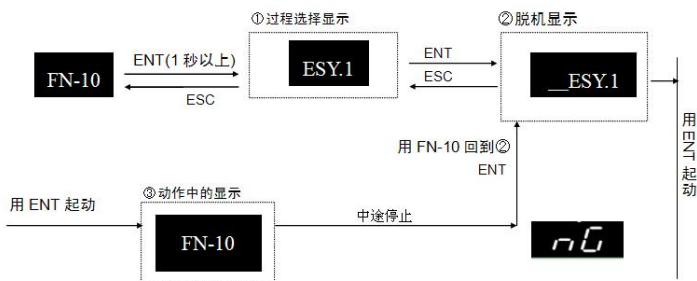 ①过程选择显示
②脱机显示
FN-10
ENT(1 秒以上)
ESC
ESY.1
ENT
ESC
__ESY.1
用 FN-10 回到②
ENT
用 ENT 起动
③动作中的显示
用 ENT 起动
FN-10
中途停止
nG